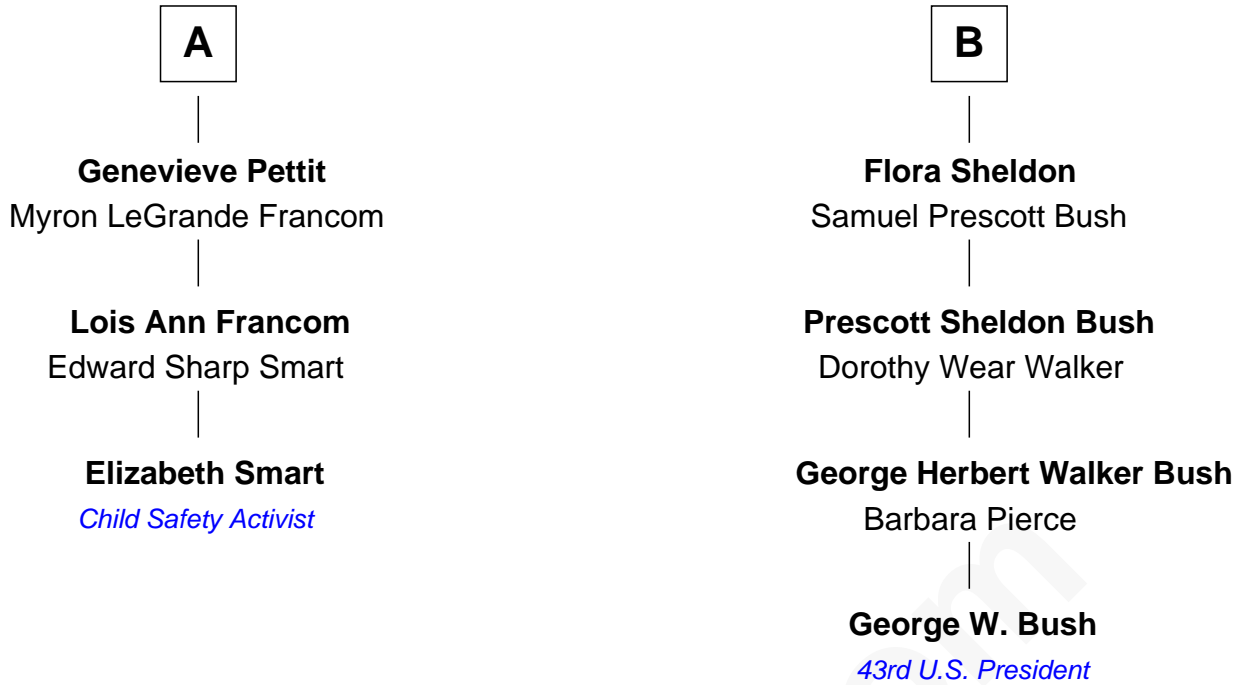 A
Genevieve Pettit
Myron LeGrande Francom
Lois Ann Francom
Edward Sharp Smart
Elizabeth Smart
Child Safety Activist
B
Flora Sheldon
Samuel Prescott Bush
Prescott Sheldon Bush
Dorothy Wear Walker
George Herbert Walker Bush
Barbara Pierce
George W. Bush
43rd U.S. President